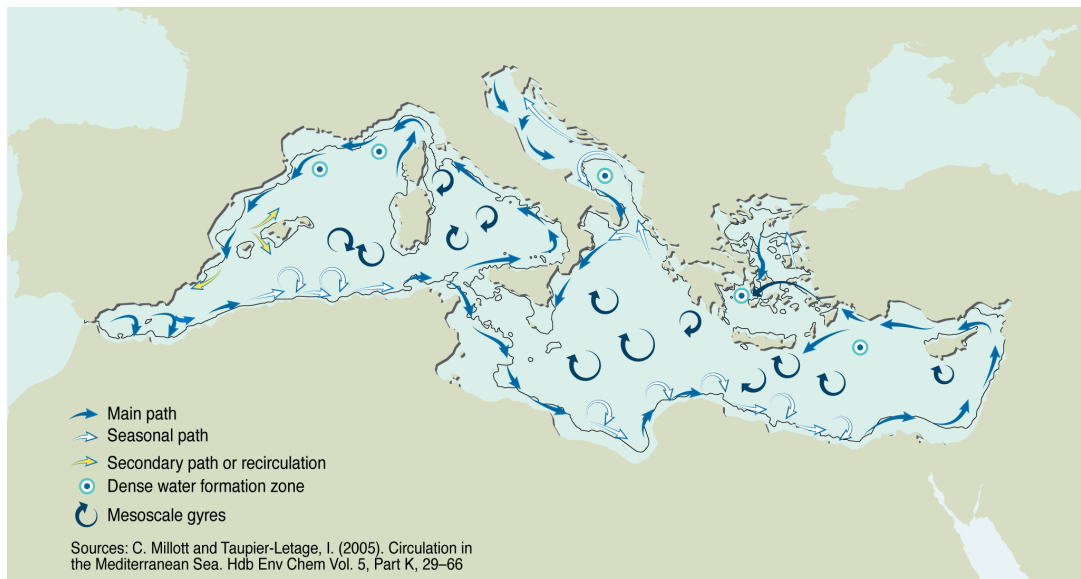 Main path
Seasonal path
Secondary path or recirculation
Dense water formation zone
Mesoscale gyres
Sources: C. Millott and Taupier-Letage, I. (2005). Circulation in
the Mediterranean Sea. Hdb Env Chem Vol. 5, Part K, 29–66